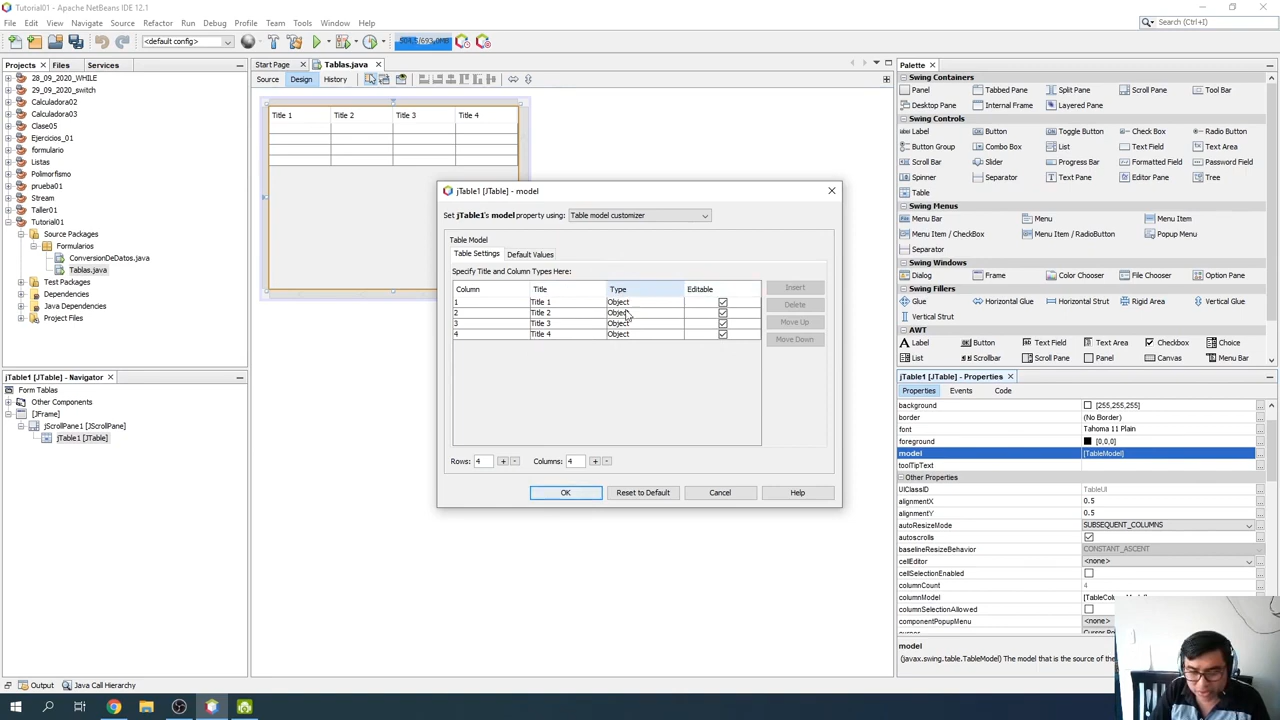 Tutorial01 - Apache NetBeans IDE 12.1
File Edit View Navigate Source Refactor Run Debug Profile Team Tools Window Help
Search (Ctrl+I)
<default config>
504.5/693.0MB
Projects Files Services
Start Page Tablas.java
Source Design History
28_09_2020_WHILE
29_09_2020_switch
Calculadora02
Calculadora03
Clase05
Ejercicios_01
formulario
Listas
Polimorfismo
prueba01
Stream
Taller01
Tutorial01
Source Packages
Formularios
ConversionDeDatos.java
Tablas.java
Test Packages
Dependencies
Java Dependencies
Project Files
Title 1 Title 2 Title 3 Title 4
jTable1 [JTable] - model
Set jTable1's model property using: Table model customizer
Table Model
Table Settings Default Values
Specify Title and Column Types Here:
Column Title Type Editable
1 Title 1 Object
2 Title 2 Object
3 Title 3 Object
4 Title 4 Object
Insert
Delete
Move Up
Move Down
Rows: 4 + - Columns: 4 + -
OK Reset to Default Cancel Help
Palette
Swing Containers
Panel Tabbed Pane Split Pane Scroll Pane Tool Bar
Desktop Pane Internal Frame Layered Pane
Swing Controls
Label Button Toggle Button Check Box Radio Button
Button Group Combo Box List Text Field Text Area
Scroll Bar Slider Progress Bar Formatted Field Password Field
Spinner Separator Text Pane Editor Pane Tree
Table
Swing Menus
Menu Bar Menu Menu Item
Menu Item / CheckBox Menu Item / RadioButton Popup Menu
Separator
Swing Windows
Dialog Frame Color Chooser File Chooser Option Pane
Swing Fillers
Glue Horizontal Glue Horizontal Strut Rigid Area Vertical Glue
Vertical Strut
AWT
Label Button Text Field Text Area Checkbox Choice
List Scrollbar Scroll Pane Panel Canvas Menu Bar
jTable1 [JTable] - Navigator
Form Tablas
Other Components
[JFrame]
jScrollPane1 [JScrollPane]
jTable1 [JTable]
jTable1 [JTable] - Properties
Properties Events Code
background [255,255,255]
border (No Border)
font Tahoma 11 Plain
foreground [0,0,0]
model [TableModel]
toolTipText
Other Properties
UIClassID TableUI
alignmentX 0.5
alignmentY 0.5
autoResizeMode SUBSEQUENT_COLUMNS
autoscrolls
baselineResizeBehavior CONSTANT_ASCENT
cellEditor <none>
cellSelectionEnabled
columnCount 4
columnModel
columnSelectionAllowed
componentPopupMenu <none>
model
(javax.swing.table.TableModel) The model that is the source of the
Output Java Call Hierarchy